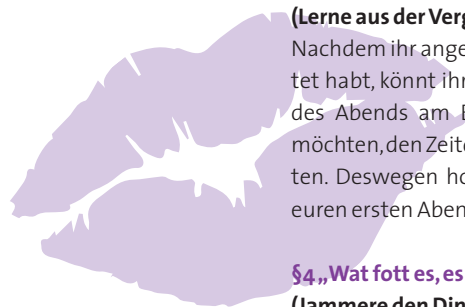 (Lerne aus der Verg
Nachdem ihr ange
tet habt, könnt ihr
des Abends am E
möchten, den Zeit
ten. Deswegen ho
euren ersten Aben
§4 „Wat fott es, es
(Jammere den Din